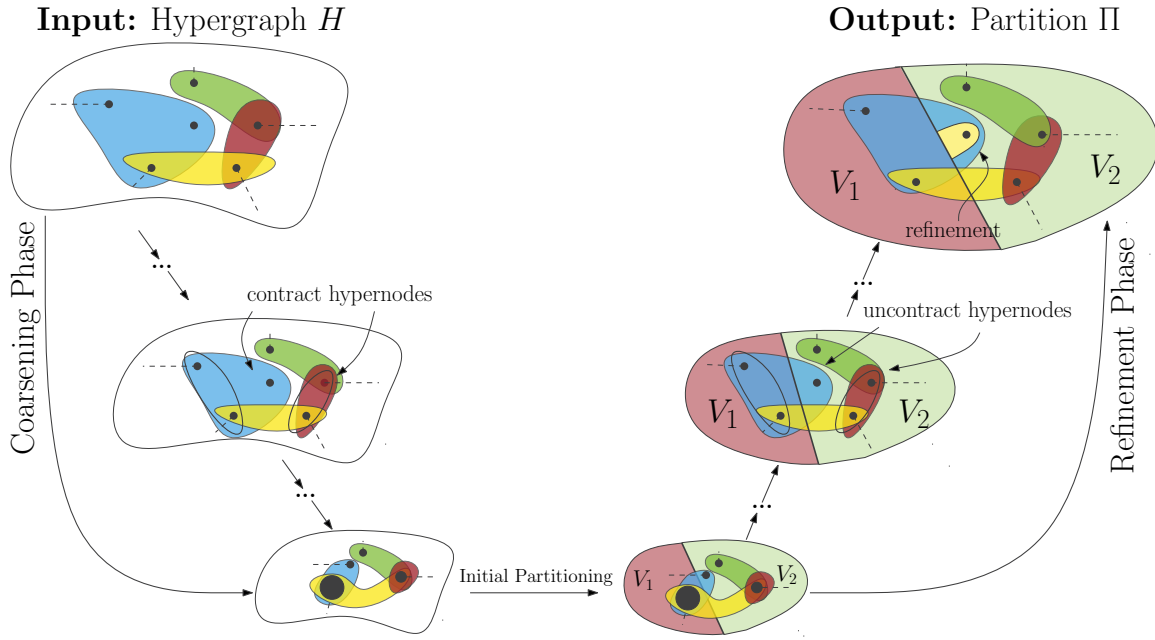 Input: Hypergraph H
Output: Partition Π
V1
V2
refinement
...
...
Coarsening Phase
Refinement Phase
contract hypernodes
uncontract hypernodes
V1
V2
...
...
Initial Partitioning
V1
V2